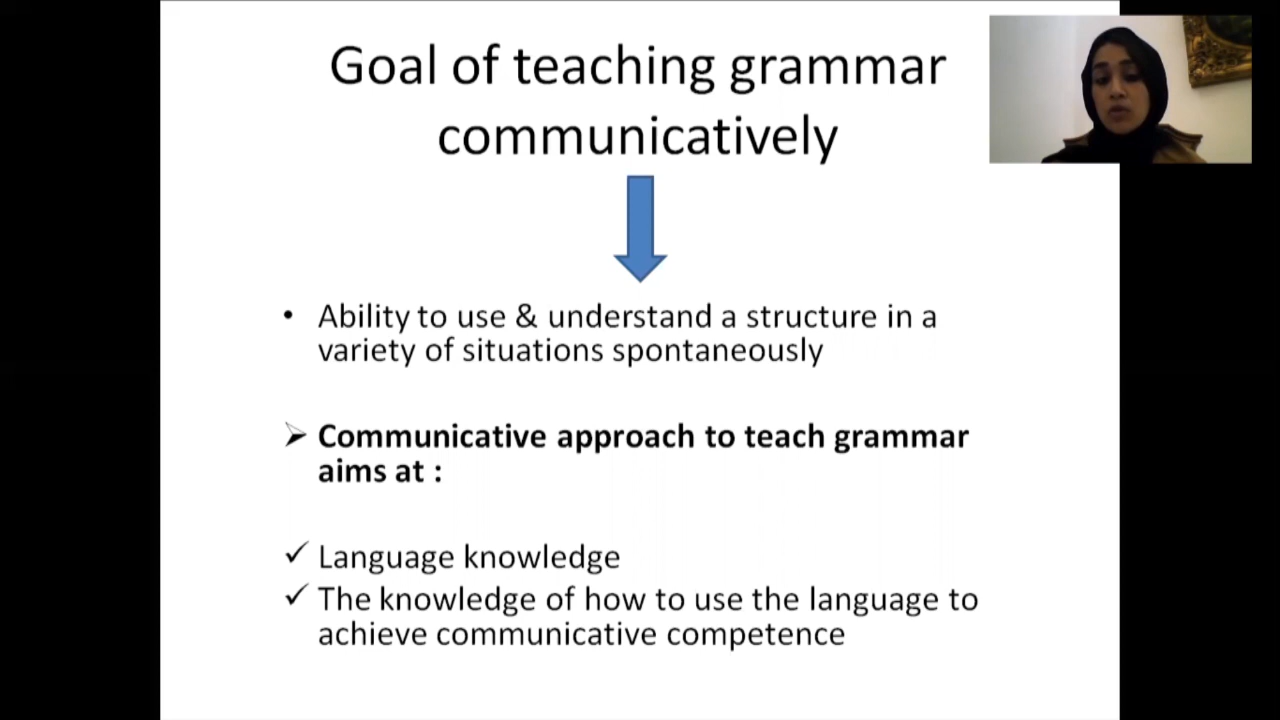 Goal of teaching grammar
communicatively
• Ability to use & understand a structure in a
variety of situations spontaneously
➢ Communicative approach to teach grammar
aims at :
✓ Language knowledge
✓ The knowledge of how to use the language to
achieve communicative competence